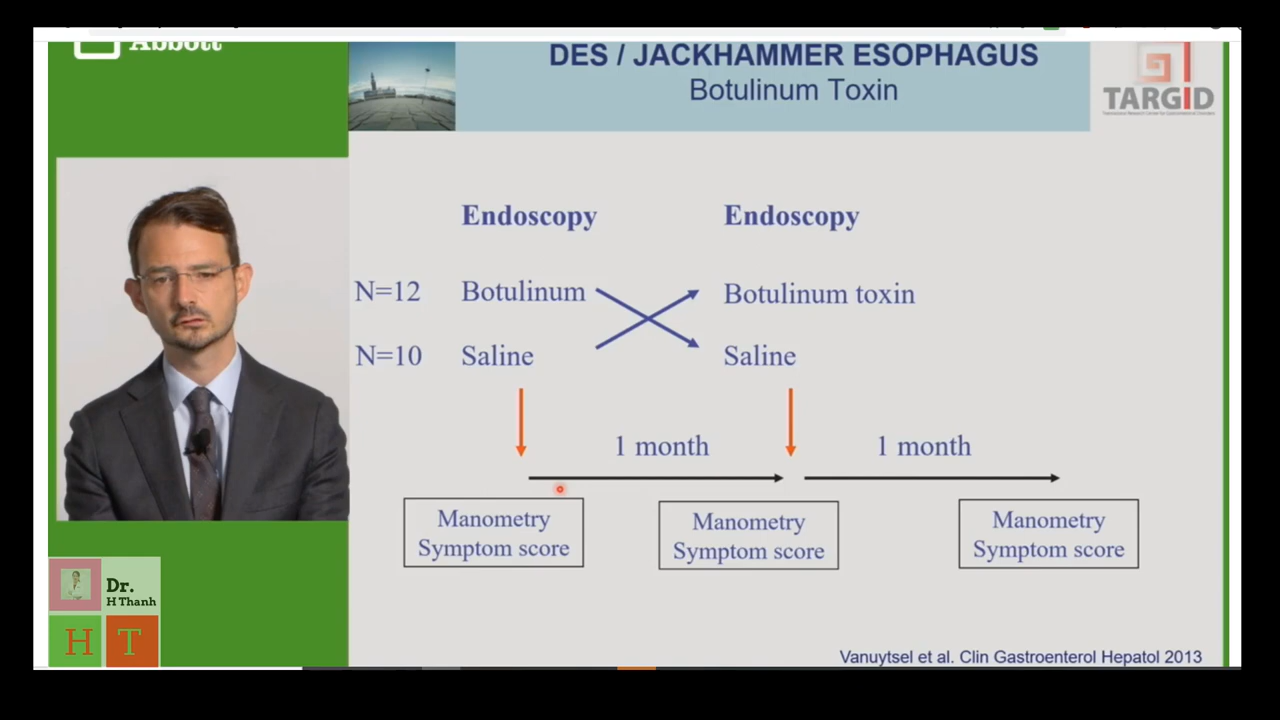 Abbott
DES / JACKHAMMER ESOPHAGUS
Botulinum Toxin
TARGID
Endoscopy
Endoscopy
N=12
Botulinum
Botulinum toxin
N=10
Saline
Saline
1 month
1 month
Manometry
Symptom score
Manometry
Symptom score
Manometry
Symptom score
Dr.
H Thanh
H T
Vanuytsel et al. Clin Gastroenterol Hepatol 2013